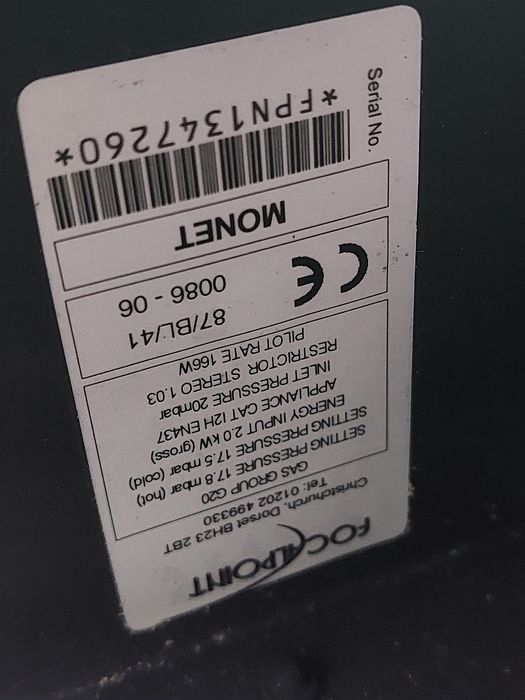 FOCALPOINT
Christchurch, Dorset BH23 2BT
Tel: 01202 499330
GAS GROUP G20
SETTING PRESSURE 17.8 mbar (hot)
SETTING PRESSURE 17.5 mbar (cold)
ENERGY INPUT 2.0 kW (gross)
APPLIANCE CAT I2H EN437
INLET PRESSURE 20mbar
RESTRICTOR STEREO 1.03
PILOT RATE 166W
87/BL/41
CE 0086 - 06
MONET
*FPN1347260*
Serial No.